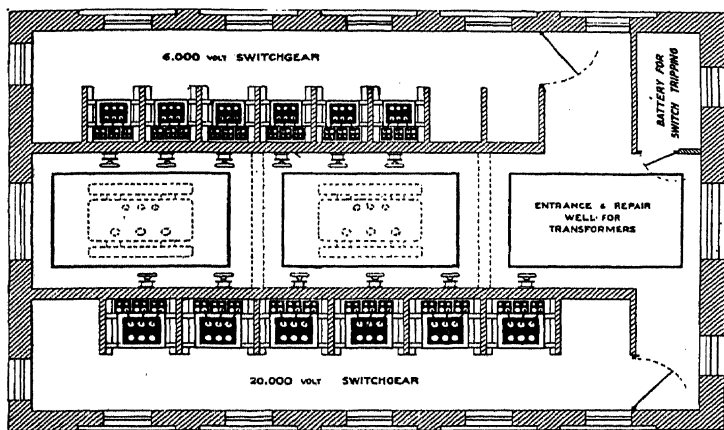 6,000 VOLT SWITCHGEAR
BATTERY FOR
SWITCH TRIPPING
ENTRANCE & REPAIR
WELL FOR
TRANSFORMERS
20,000 VOLT SWITCHGEAR